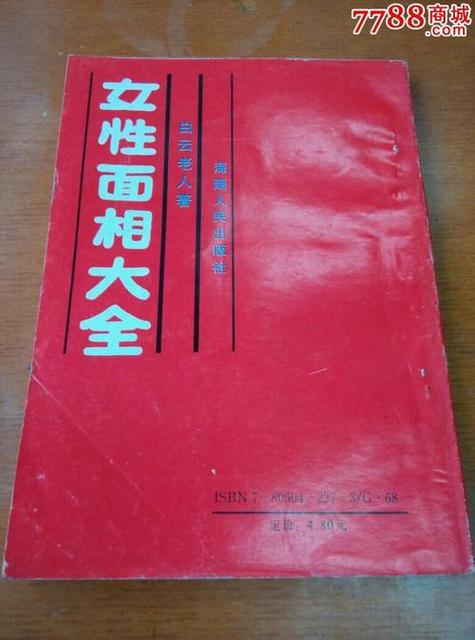 7788商城
女性面相大全
白云老人著
海南人民出版社
ISBN 7-80504-227-3/G·68
定价：4.80元